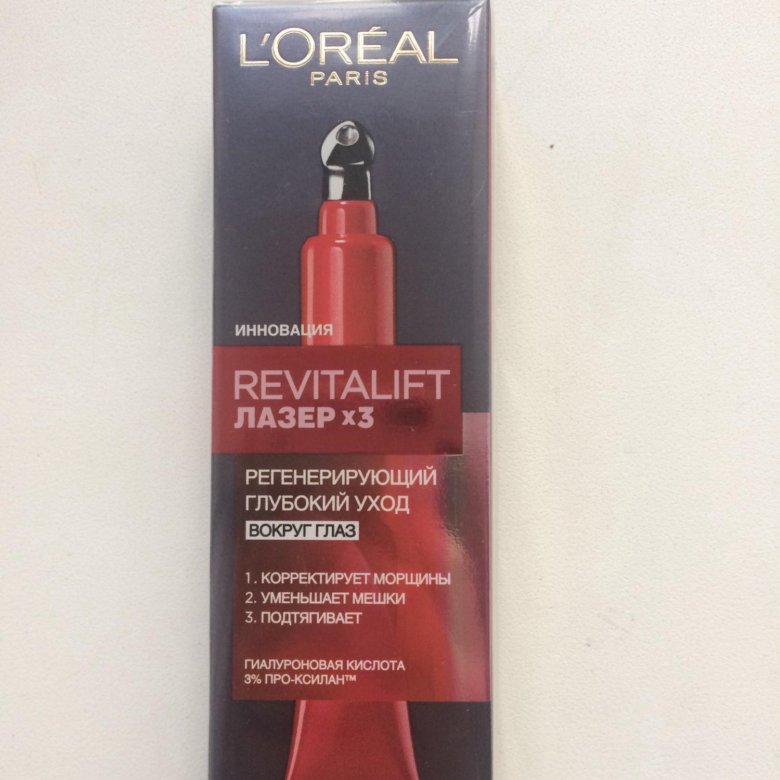 L'ORÉAL
PARIS
ИННОВАЦИЯ
REVITALIFT
ЛАЗЕР x3
РЕГЕНЕРИРУЮЩИЙ
ГЛУБОКИЙ УХОД
ВОКРУГ ГЛАЗ
1. КОРРЕКТИРУЕТ МОРЩИНЫ
2. УМЕНЬШАЕТ МЕШКИ
3. ПОДТЯГИВАЕТ
ГИАЛУРОНОВАЯ КИСЛОТА
3% ПРО-КСИЛАН™